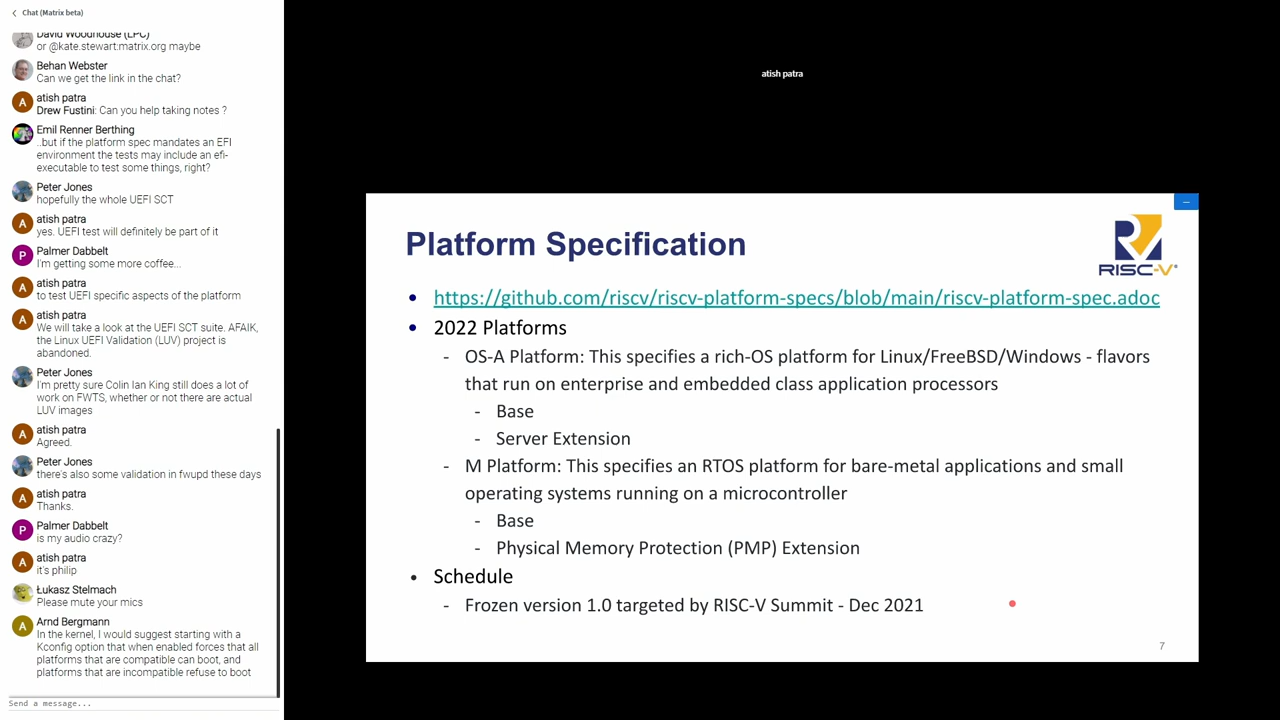 Chat (Matrix beta)
David Woodhouse (LPC)
or @kate.stewart:matrix.org maybe
Behan Webster
Can we get the link in the chat?
atish patra
Drew Fustini: Can you help taking notes ?
Emil Renner Berthing
..but if the platform spec mandates an EFI
environment the tests may include an efi-
executable to test some things, right?
Peter Jones
hopefully the whole UEFI SCT
atish patra
yes. UEFI test will definitely be part of it
Palmer Dabbelt
I'm getting some more coffee...
atish patra
to test UEFI specific aspects of the platform
atish patra
We will take a look at the UEFI SCT suite. AFAIK,
the Linux UEFI Validation (LUV) project is
abandoned.
Peter Jones
I'm pretty sure Colin Ian King still does a lot of
work on FWTS, whether or not there are actual
LUV images
atish patra
Agreed.
Peter Jones
there's also some validation in fwupd these days
atish patra
Thanks.
Palmer Dabbelt
is my audio crazy?
atish patra
it's philip
Łukasz Stelmach
Please mute your mics
Arnd Bergmann
In the kernel, I would suggest starting with a
Kconfig option that when enabled forces that all
platforms that are compatible can boot, and
platforms that are incompatible refuse to boot
Send a message...
atish patra
Platform Specification
RISC-V®
• https://github.com/riscv/riscv-platform-specs/blob/main/riscv-platform-spec.adoc
• 2022 Platforms
- OS-A Platform: This specifies a rich-OS platform for Linux/FreeBSD/Windows - flavors
that run on enterprise and embedded class application processors
- Base
- Server Extension
- M Platform: This specifies an RTOS platform for bare-metal applications and small
operating systems running on a microcontroller
- Base
- Physical Memory Protection (PMP) Extension
• Schedule
- Frozen version 1.0 targeted by RISC-V Summit - Dec 2021
7